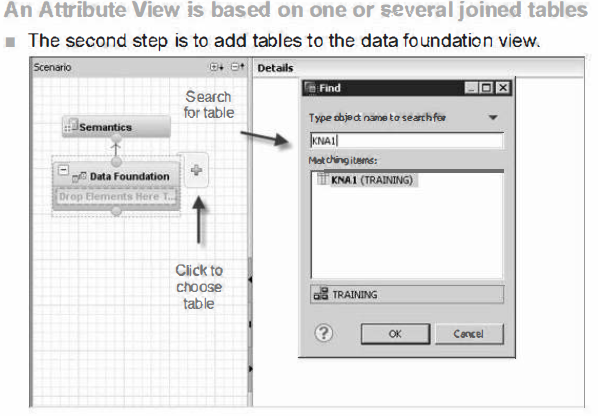 An Attribute View is based on one or several joined tables
■ The second step is to add tables to the data foundation view.
Scenario
Details
Search
for table
Find
Type object name to search for
KNA1
Matching items:
KNA1 (TRAINING)
Semantics
Data Foundation
Drop Elements Here T...
Click to
choose
table
TRAINING
OK
Cancel